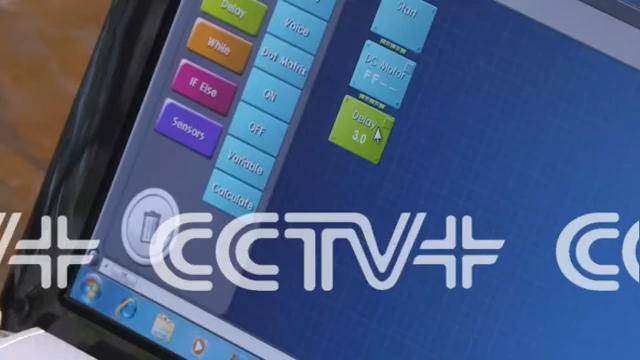 Delay
While
IF Else
Sensors
Voice
Dot Matrix
ON
OFF
Variable
Calculate
Start
DC Motor
FF__
Delay
3.0
CCTV+